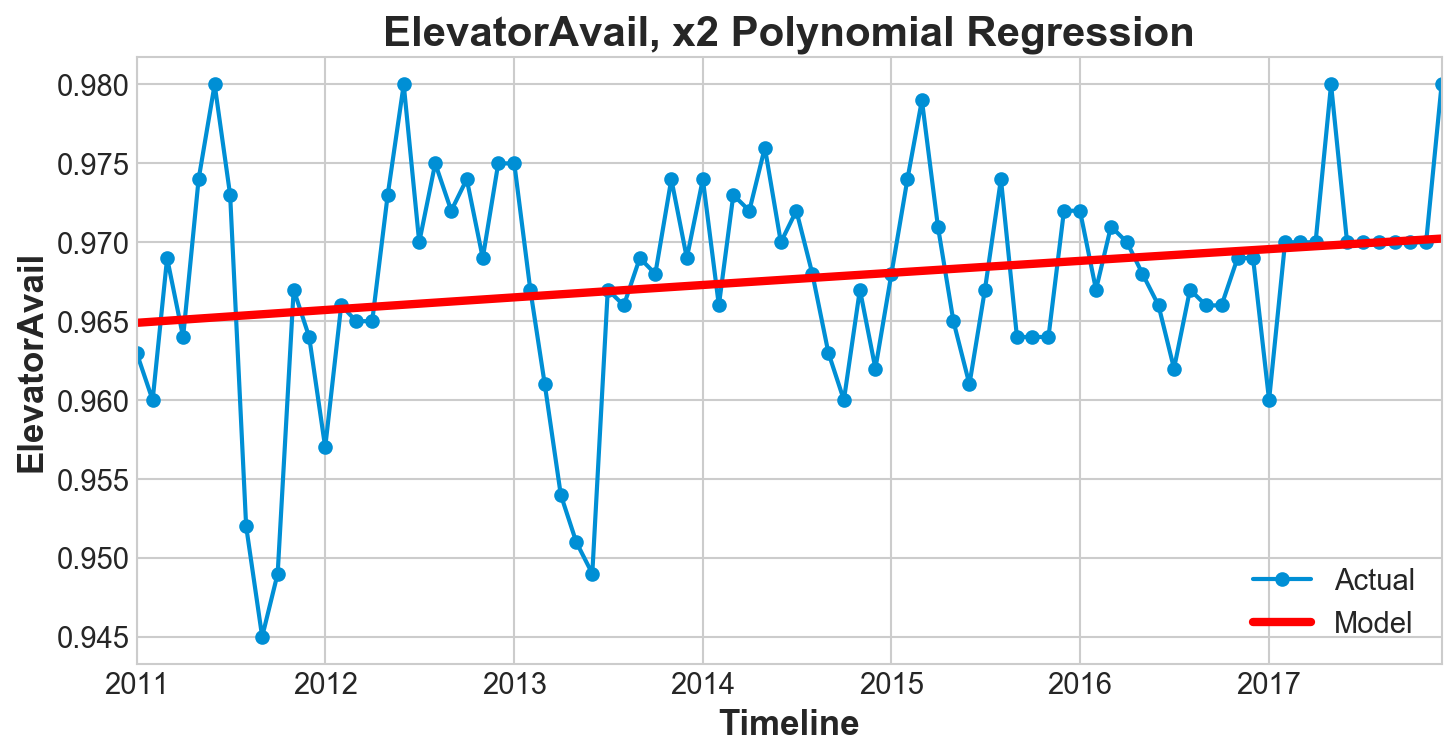 ElevatorAvail, x2 Polynomial Regression
0.980
0.975
0.970
0.965
0.960
0.955
0.950
0.945
ElevatorAvail
Actual
Model
2011 2012 2013 2014 2015 2016 2017
Timeline